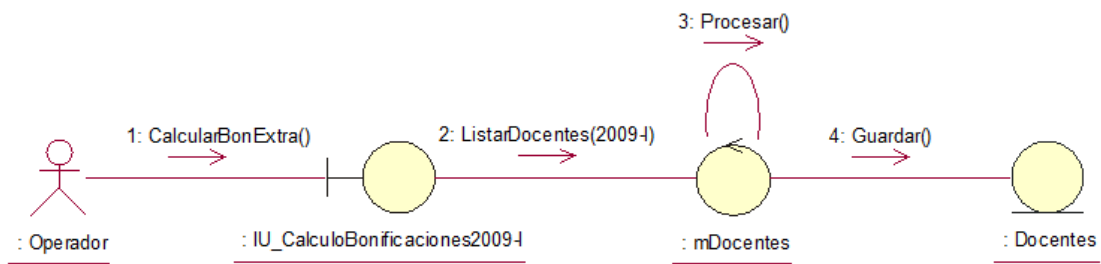 3: Procesar()
1: CalcularBonExtra()
2: ListarDocentes(2009-I)
4: Guardar()
: Operador
: IU_CalculoBonificaciones2009-I
: mDocentes
: Docentes